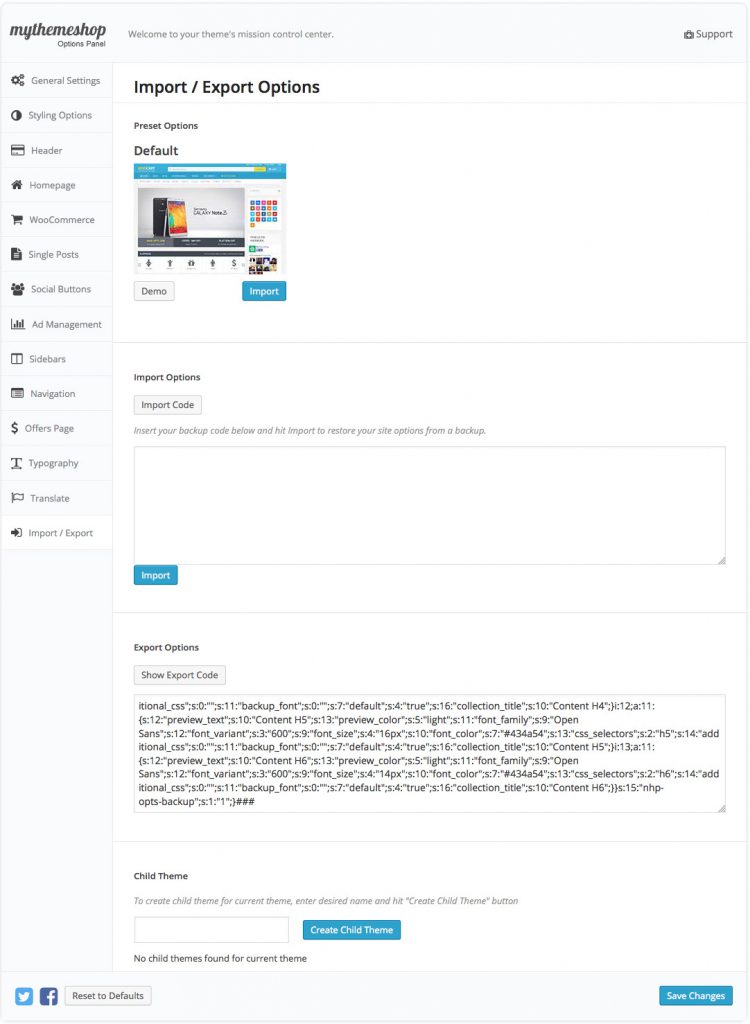 mythemeshop
Options Panel
Welcome to your theme's mission control center.
Support
General Settings
Styling Options
Header
Homepage
WooCommerce
Single Posts
Social Buttons
Ad Management
Sidebars
Navigation
Offers Page
Typography
Translate
Import / Export
Import / Export Options
Preset Options
Default
Samsung
GALAXY Note3
Demo
Import
Import Options
Import Code
Insert your backup code below and hit Import to restore your site options from a backup.
Import
Export Options
Show Export Code
itional_css";s:0:"";s:11:"backup_font";s:0:"";s:7:"default";s:4:"true";s:16:"collection_title";s:10:"Content H4";}i:12;a:11:
{s:12:"preview_text";s:10:"Content H5";s:13:"preview_color";s:5:"light";s:11:"font_family";s:9:"Open
Sans";s:12:"font_variant";s:3:"600";s:9:"font_size";s:4:"16px";s:10:"font_color";s:7:"#434a54";s:13:"css_selectors";s:2:"h5";s:14:"add
itional_css";s:0:"";s:11:"backup_font";s:0:"";s:7:"default";s:4:"true";s:16:"collection_title";s:10:"Content H5";}i:13;a:11:
{s:12:"preview_text";s:10:"Content H6";s:13:"preview_color";s:5:"light";s:11:"font_family";s:9:"Open
Sans";s:12:"font_variant";s:3:"600";s:9:"font_size";s:4:"14px";s:10:"font_color";s:7:"#434a54";s:13:"css_selectors";s:2:"h6";s:14:"add
itional_css";s:0:"";s:11:"backup_font";s:0:"";s:7:"default";s:4:"true";s:16:"collection_title";s:10:"Content H6";}}s:15:"nhp-
opts-backup";s:1:"1";}###
Child Theme
To create child theme for current theme, enter desired name and hit "Create Child Theme" button
Create Child Theme
No child themes found for current theme
Reset to Defaults
Save Changes